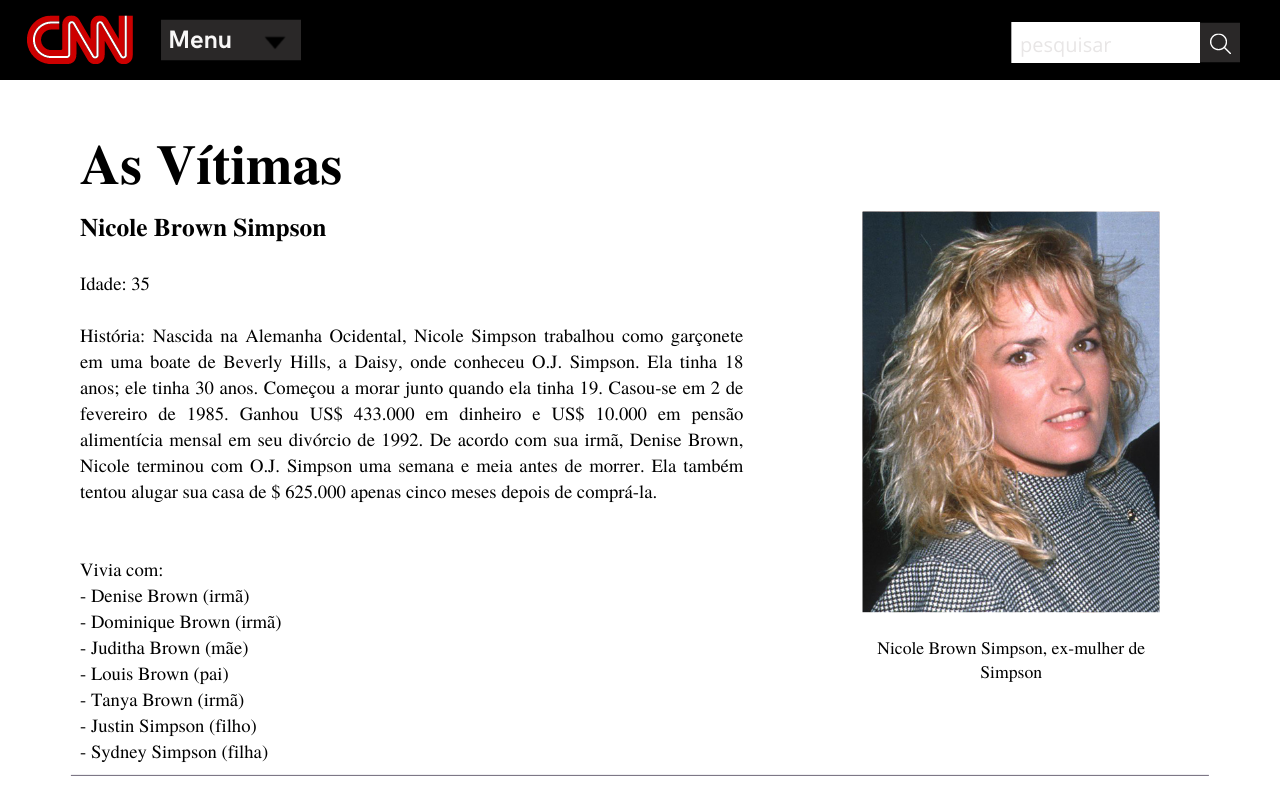 CNN
Menu
pesquisar
As Vítimas
Nicole Brown Simpson
Idade: 35
História: Nascida na Alemanha Ocidental, Nicole Simpson trabalhou como garçonete
em uma boate de Beverly Hills, a Daisy, onde conheceu O.J. Simpson. Ela tinha 18
anos; ele tinha 30 anos. Começou a morar junto quando ela tinha 19. Casou-se em 2 de
fevereiro de 1985. Ganhou US$ 433.000 em dinheiro e US$ 10.000 em pensão
alimentícia mensal em seu divórcio de 1992. De acordo com sua irmã, Denise Brown,
Nicole terminou com O.J. Simpson uma semana e meia antes de morrer. Ela também
tentou alugar sua casa de $ 625.000 apenas cinco meses depois de comprá-la.
Vivia com:
- Denise Brown (irmã)
- Dominique Brown (irmã)
- Juditha Brown (mãe)
- Louis Brown (pai)
- Tanya Brown (irmã)
- Justin Simpson (filho)
- Sydney Simpson (filha)
Nicole Brown Simpson, ex-mulher de
Simpson